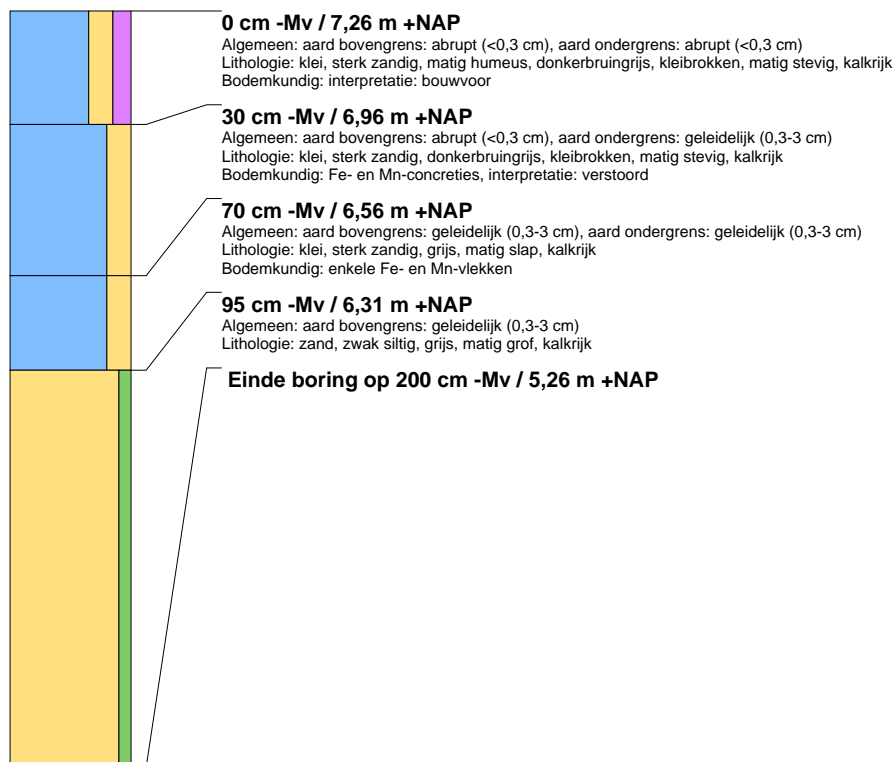 0 cm -Mv / 7,26 m +NAP
Algemeen: aard bovengrens: abrupt (<0,3 cm), aard ondergrens: abrupt (<0,3 cm)
Lithologie: klei, sterk zandig, matig humeus, donkerbruingrijs, kleibrokken, matig stevig, kalkrijk
Bodemkundig: interpretatie: bouwvoor
30 cm -Mv / 6,96 m +NAP
Algemeen: aard bovengrens: abrupt (<0,3 cm), aard ondergrens: geleidelijk (0,3-3 cm)
Lithologie: klei, sterk zandig, donkerbruingrijs, kleibrokken, matig stevig, kalkrijk
Bodemkundig: Fe- en Mn-concreties, interpretatie: verstoord
70 cm -Mv / 6,56 m +NAP
Algemeen: aard bovengrens: geleidelijk (0,3-3 cm), aard ondergrens: geleidelijk (0,3-3 cm)
Lithologie: klei, sterk zandig, grijs, matig slap, kalkrijk
Bodemkundig: enkele Fe- en Mn-vlekken
95 cm -Mv / 6,31 m +NAP
Algemeen: aard bovengrens: geleidelijk (0,3-3 cm)
Lithologie: zand, zwak siltig, grijs, matig grof, kalkrijk
Einde boring op 200 cm -Mv / 5,26 m +NAP